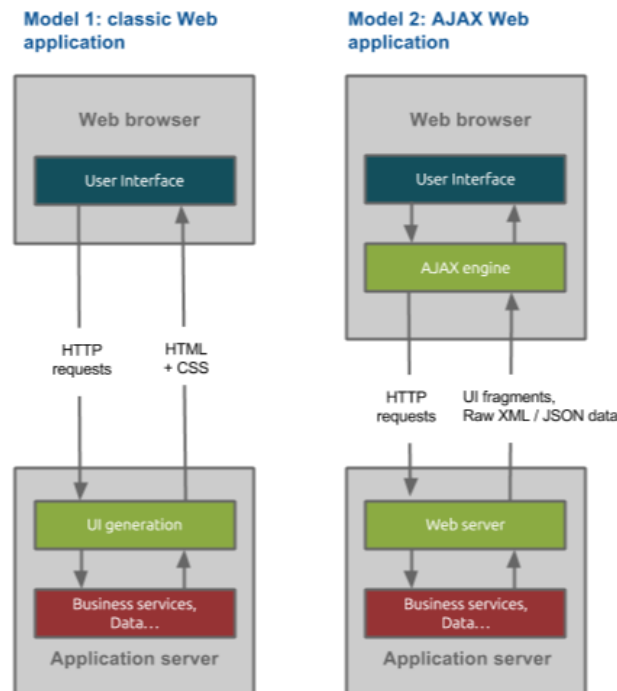 Model 1: classic Web
application
Web browser
User Interface
HTTP
requests
HTML
+ CSS
UI generation
Business services,
Data...
Application server
Model 2: AJAX Web
application
Web browser
User Interface
AJAX engine
HTTP
requests
UI fragments,
Raw XML / JSON data
Web server
Business services,
Data...
Application server